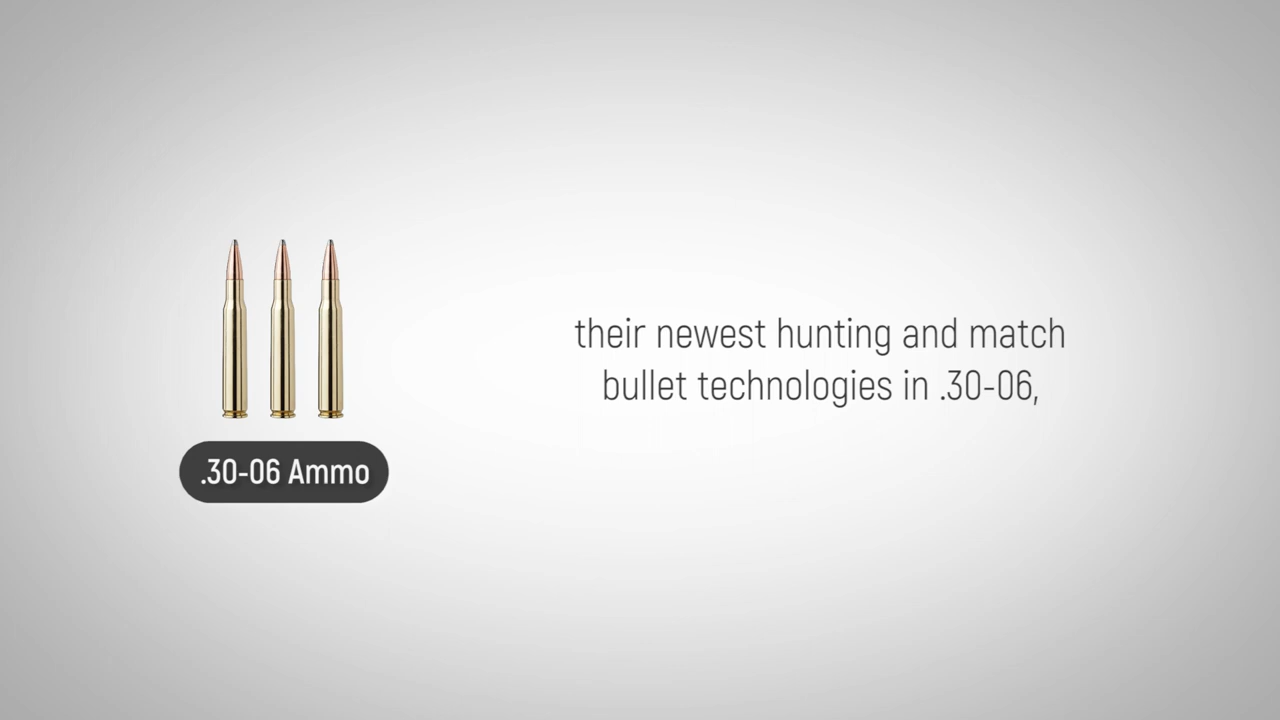 their newest hunting and match
bullet technologies in .30-06,
.30-06 Ammo